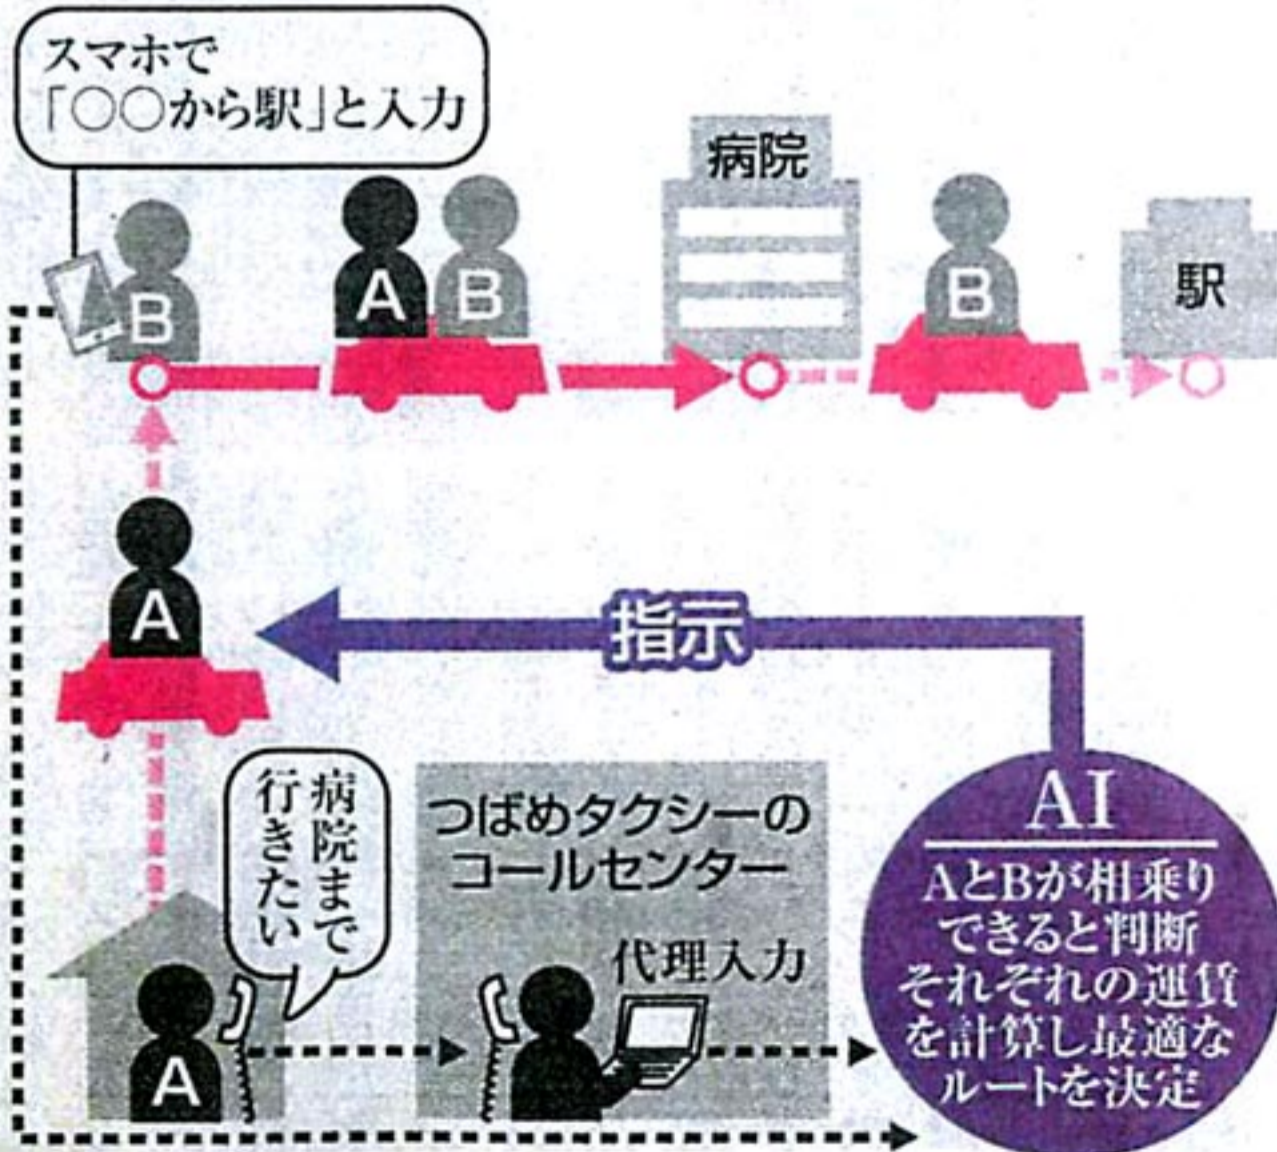 スマホで
「○○から駅」と入力
病院
駅
B
A
B
B
A
指示
病院まで
行きたい
A
つばめタクシーの
コールセンター
代理入力
AI
AとBが相乗り
できると判断
それぞれの運賃
を計算し最適な
ルートを決定